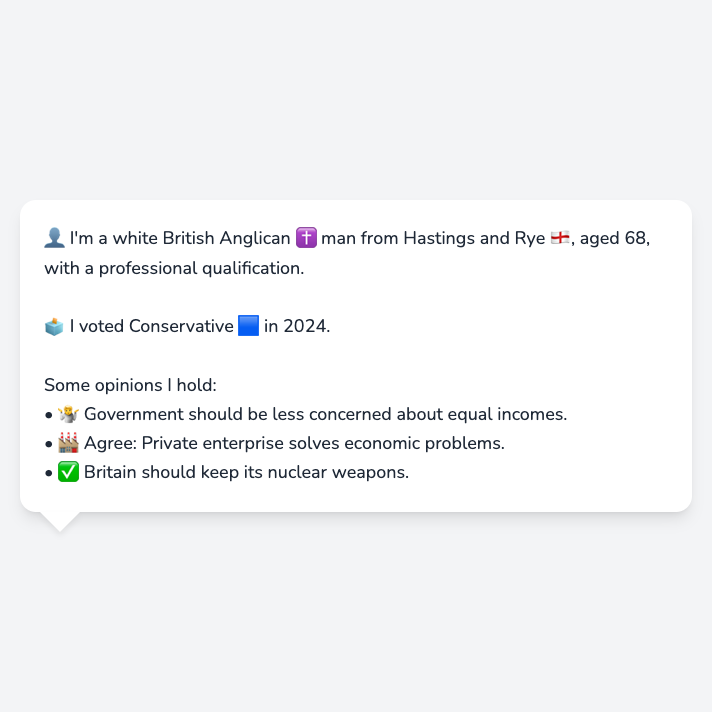 👤 I'm a white British Anglican ✝️ man from Hastings and Rye 🏴󠁧󠁢󠁥󠁮󠁧󠁿, aged 68,
with a professional qualification.
🗳️ I voted Conservative 🟦 in 2024.
Some opinions I hold:
• 🤷 Government should be less concerned about equal incomes.
• 🏭 Agree: Private enterprise solves economic problems.
• ✅ Britain should keep its nuclear weapons.